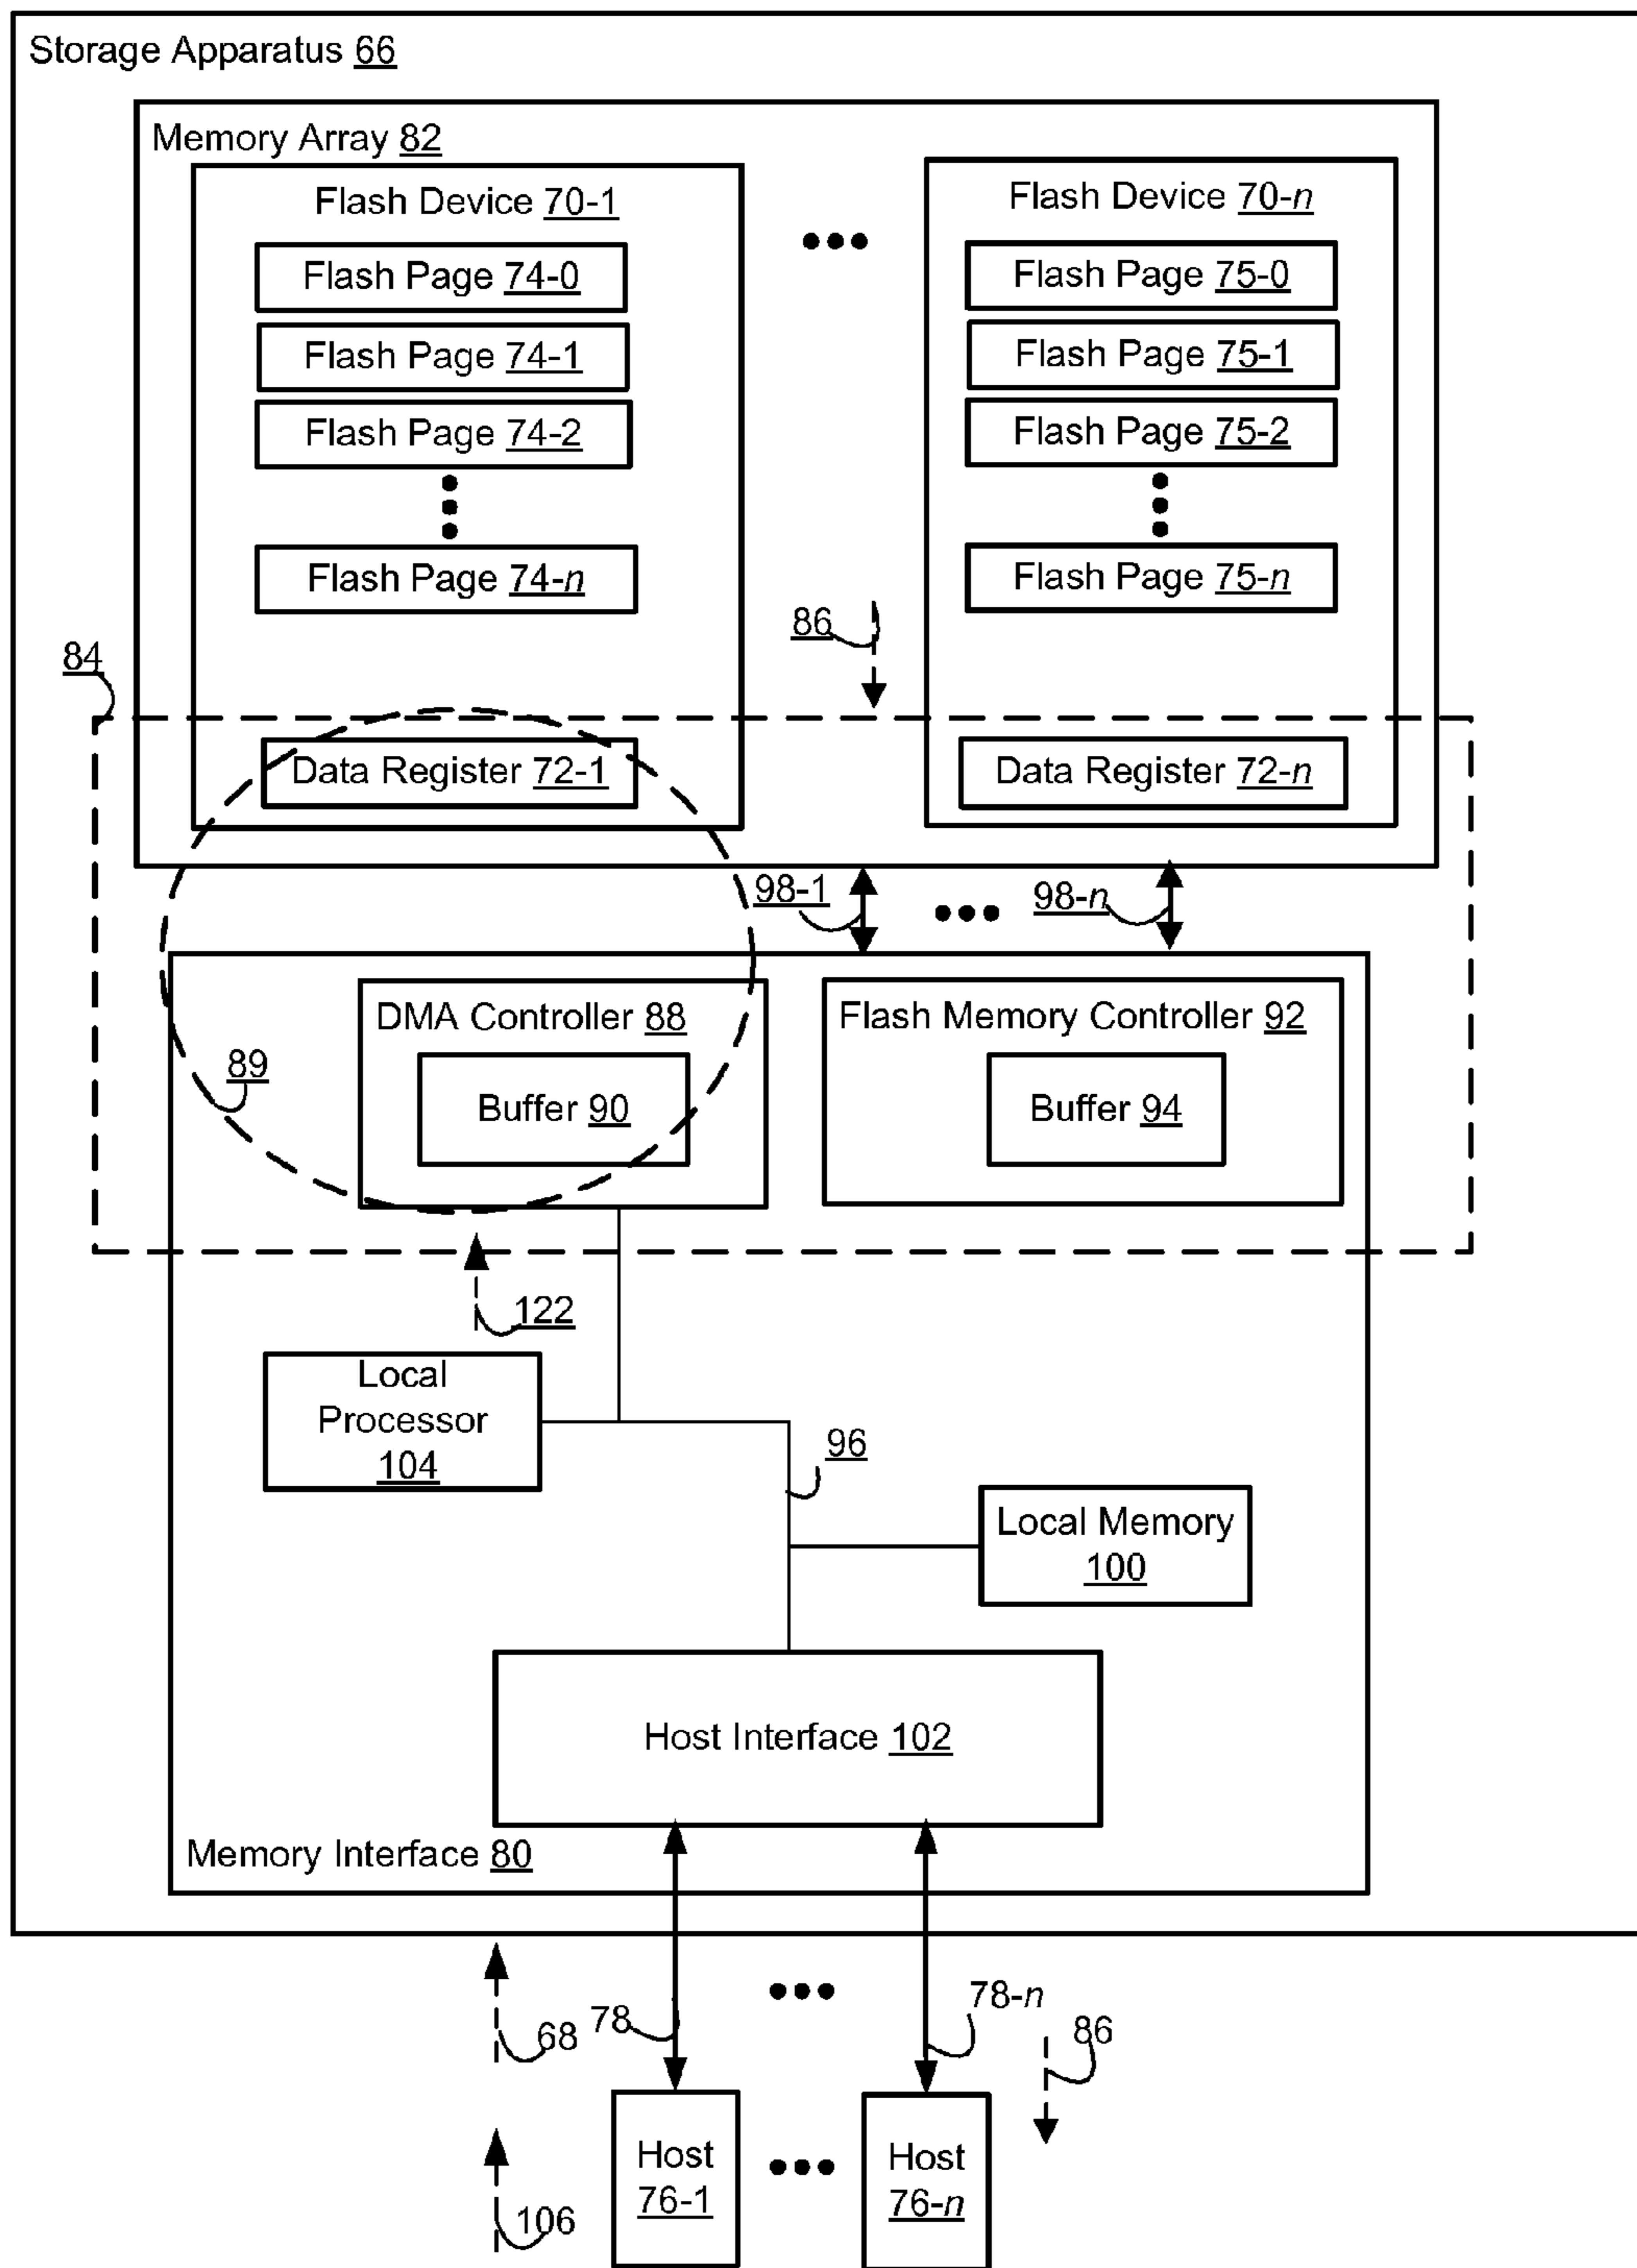 Storage Apparatus 66
Memory Array 82
Flash Device 70-1
Flash Page 74-0
Flash Page 74-1
Flash Page 74-2
Flash Page 74-n
Flash Device 70-n
Flash Page 75-0
Flash Page 75-1
Flash Page 75-2
Flash Page 75-n
86
84
Data Register 72-1
Data Register 72-n
98-1
98-n
DMA Controller 88
Buffer 90
Flash Memory Controller 92
Buffer 94
89
122
Local
Processor
104
96
Local Memory
100
Host Interface 102
Memory Interface 80
68
78
78-n
86
106
Host
76-1
Host
76-n